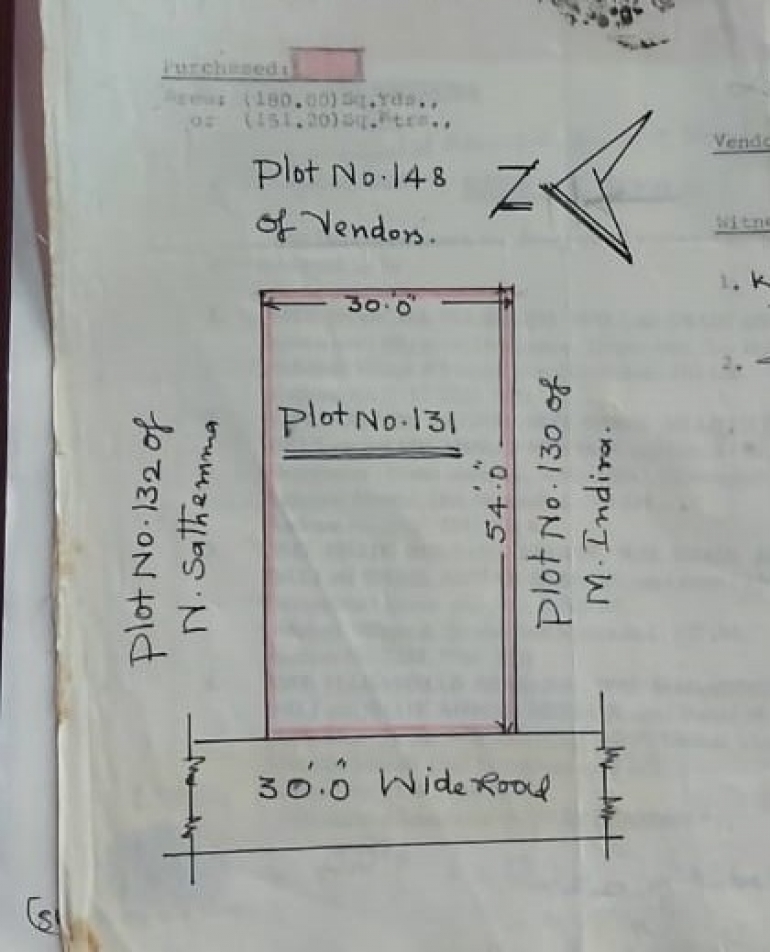 Purchased:
Area: (180.00)Sq.Yds.,
or (151.20)Sq.Mtrs.,
Plot No.148
of Vendors.
N
30'.0"
Plot No.131
54'.0"
Plot No.132 of
N. Sathemma
Plot No.130 of
M. Indira.
30'.0" Wide Road
Vendo
Witne
1. K
2.
(S